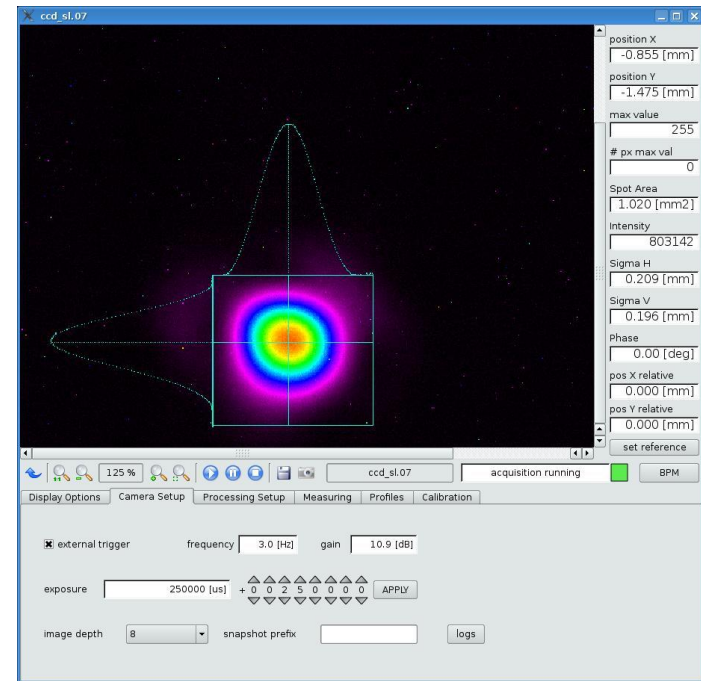 ccd_sl.07
position X
-0.855 [mm]
position Y
-1.475 [mm]
max value
255
# px max val
0
Spot Area
1.020 [mm2]
Intensity
803142
Sigma H
0.209 [mm]
Sigma V
0.196 [mm]
Phase
0.00 [deg]
pos X relative
0.000 [mm]
pos Y relative
0.000 [mm]
set reference
125 % ccd_sl.07 acquisition running BPM
Display Options Camera Setup Processing Setup Measuring Profiles Calibration
external trigger frequency 3.0 [Hz] gain 10.9 [dB]
exposure 250000 [us] + 0 0 2 5 0 0 0 0 APPLY
image depth 8 snapshot prefix logs